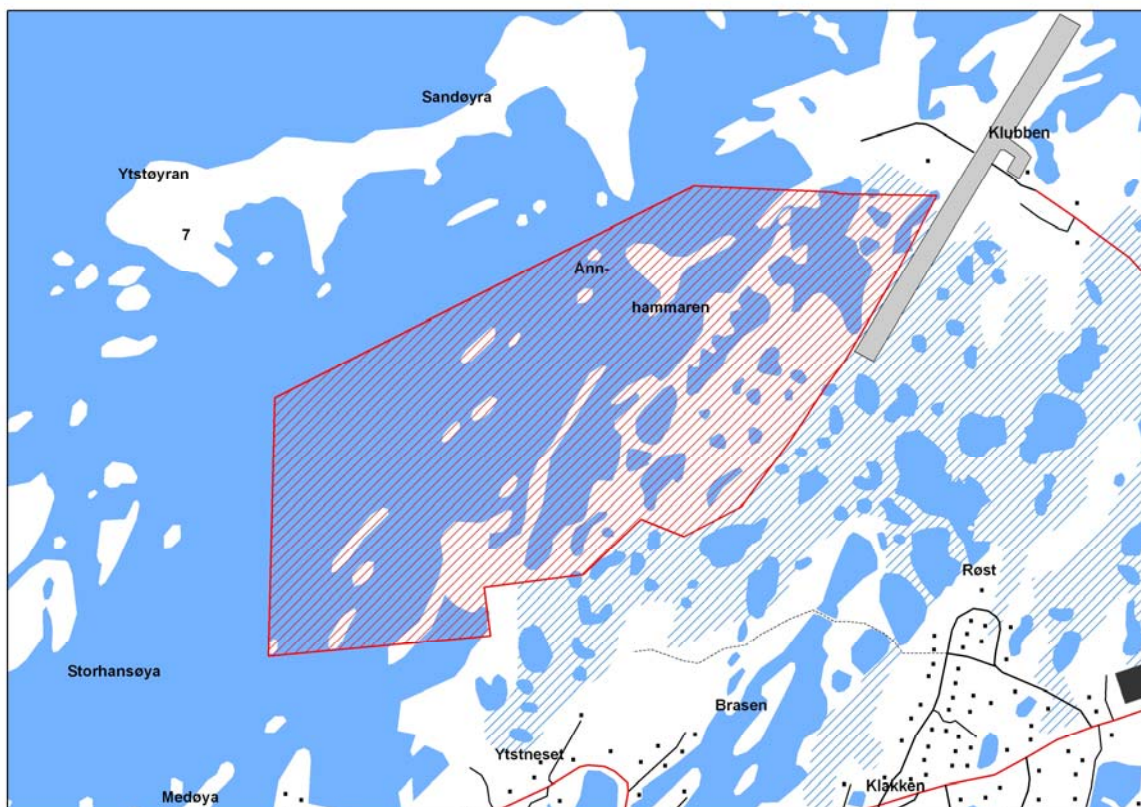 Sandøyra
Klubben
Ytstøyran
7
Ann-
hammaren
Røst
Storhansøya
Brasen
Ytstneset
Klakken
Medøya